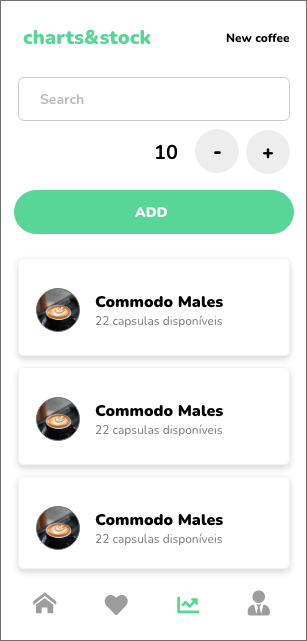 charts&stock
New coffee
Search
10 - +
ADD
Commodo Males
22 capsulas disponíveis
Commodo Males
22 capsulas disponíveis
Commodo Males
22 capsulas disponíveis